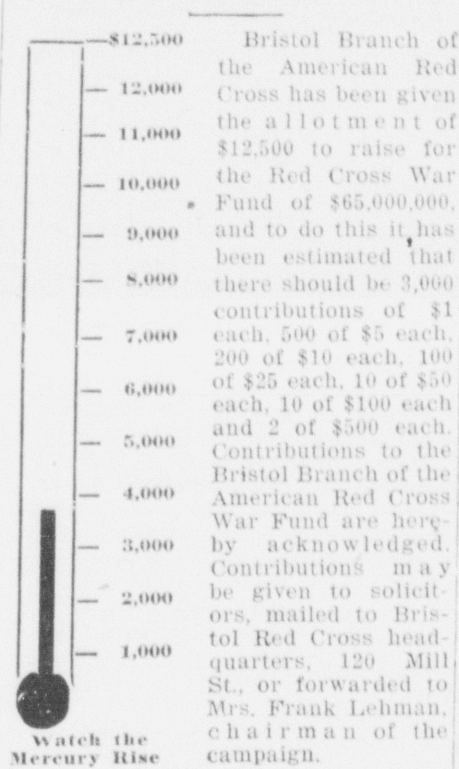 $12,500
12,000
11,000
10,000
9,000
8,000
7,000
6,000
5,000
4,000
3,000
2,000
1,000
Watch the
Mercury Rise
Bristol Branch of
the American Red
Cross has been given
the allotment of
$12,500 to raise for
the Red Cross War
Fund of $65,000,000,
and to do this it has
been estimated that
there should be 3,000
contributions of $1
each, 500 of $5 each,
200 of $10 each, 100
of $25 each, 10 of $50
each, 10 of $100 each
and 2 of $500 each.
Contributions to the
Bristol Branch of the
American Red Cross
War Fund are here-
by acknowledged.
Contributions may
be given to solicit-
ors, mailed to Bris-
tol Red Cross head-
quarters, 120 Mill
St., or forwarded to
Mrs. Frank Lehman,
chairman of the
campaign.